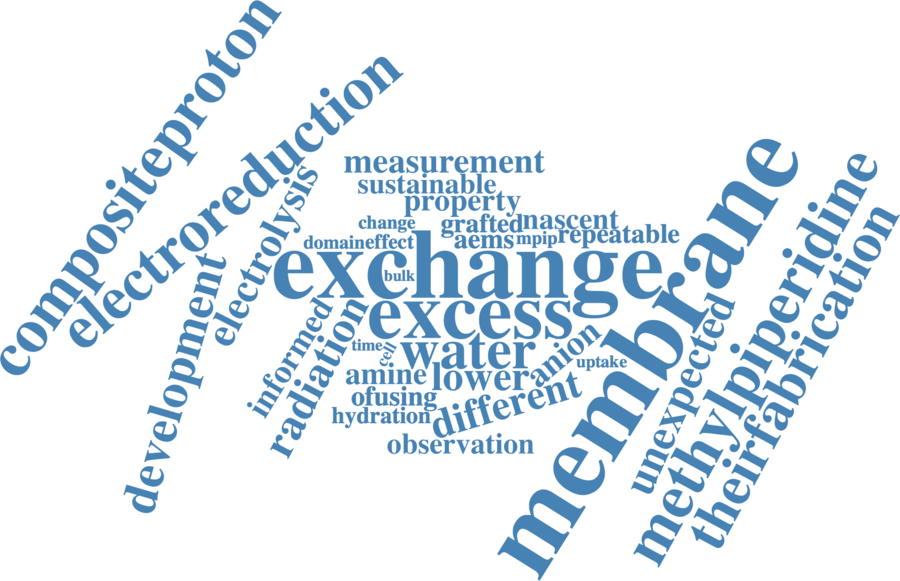 compositeproton
electroreduction
electrolysis
development
measurement
sustainable
property
change
grafted
nascent
domaineffect
aems
mpip
repeatable
exchange
bulk
excess
informed
radiation
time
cell
water
anion
uptake
amine
lower
ofusing
different
hydration
observation
membrane
unexpected
methylpiperidine
theirfabrication